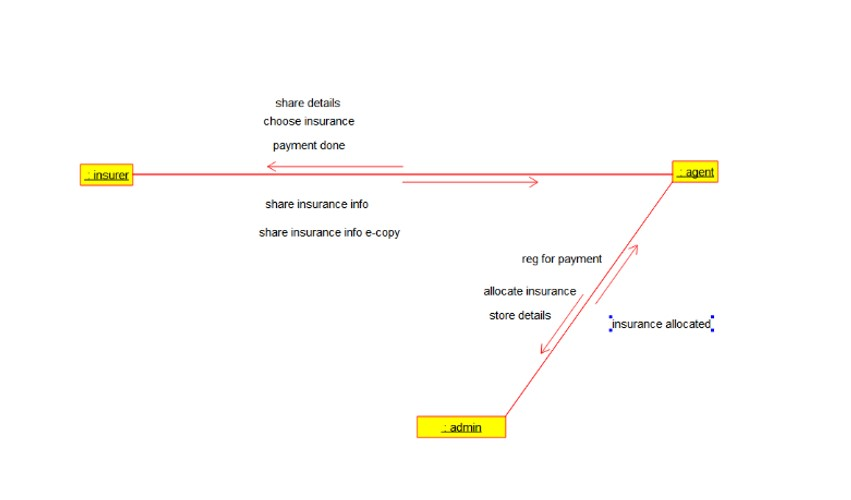 share details
choose insurance
payment done
: insurer
: agent
share insurance info
share insurance info e-copy
reg for payment
allocate insurance
store details
insurance allocated
: admin